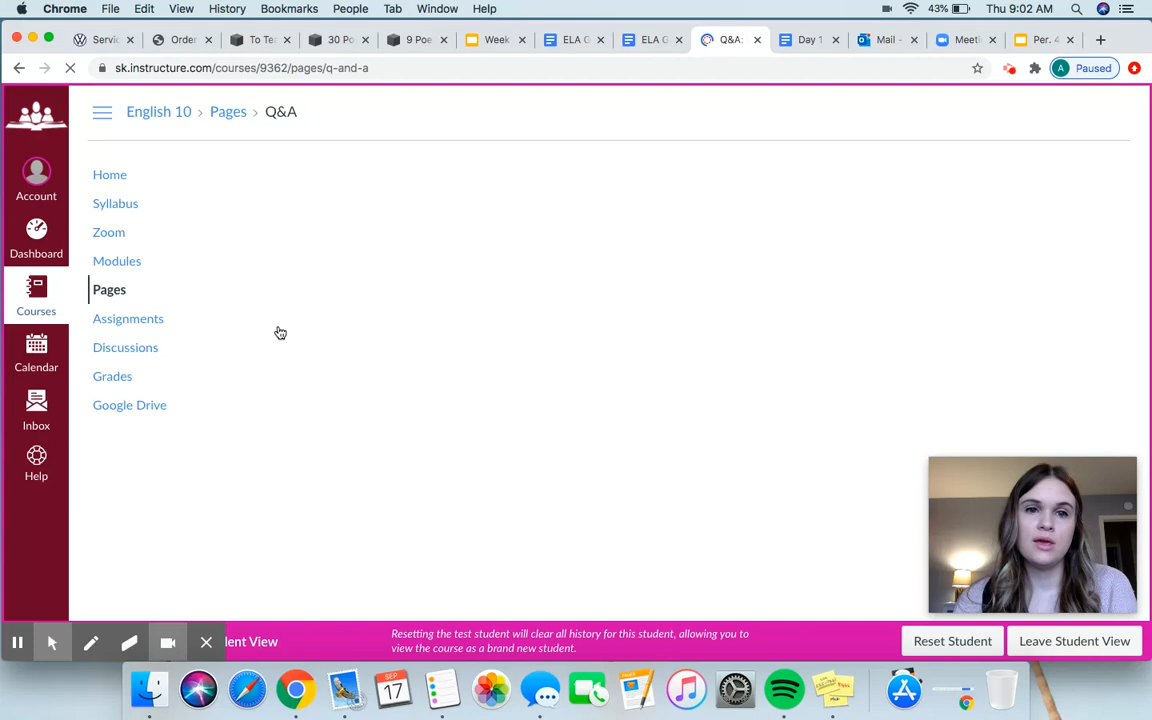 Chrome File Edit View History Bookmarks People Tab Window Help 43% Thu 9:02 AM
Servic Order To Te 30 Po 9 Poe Week ELA G ELA G Q&A: Day 1 Mail - Meeti Per. 4
sk.instructure.com/courses/9362/pages/q-and-a A Paused
English 10 › Pages › Q&A
Home
Syllabus
Zoom
Modules
Pages
Assignments
Discussions
Grades
Google Drive
Account
Dashboard
Courses
Calendar
Inbox
Help
dent View
Resetting the test student will clear all history for this student, allowing you to
view the course as a brand new student.
Reset Student
Leave Student View
SEP
17